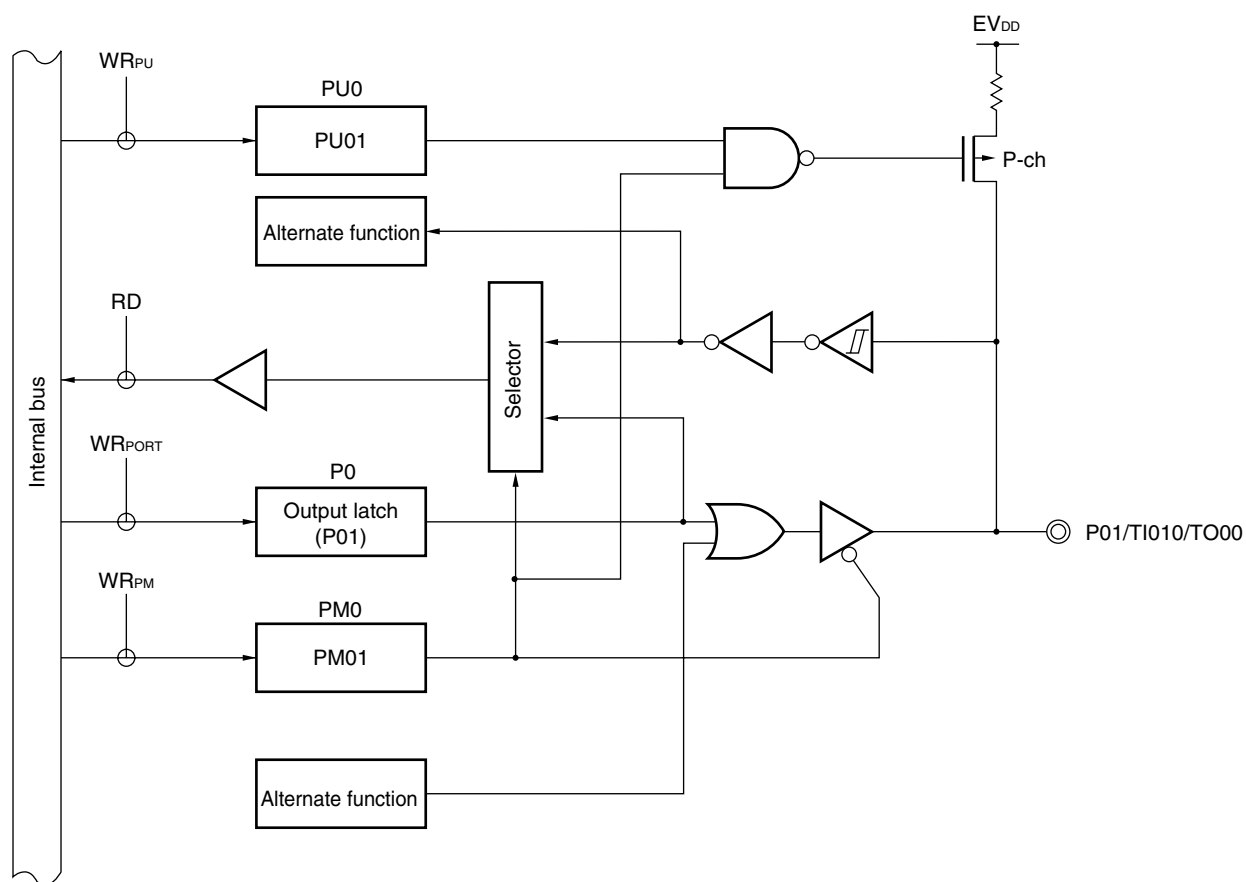 EVDD
WRPU
PU0
PU01
P-ch
Alternate function
RD
Selector
Internal bus
WRPORT
P0
Output latch
(P01)
P01/TI010/TO00
WRPM
PM0
PM01
Alternate function